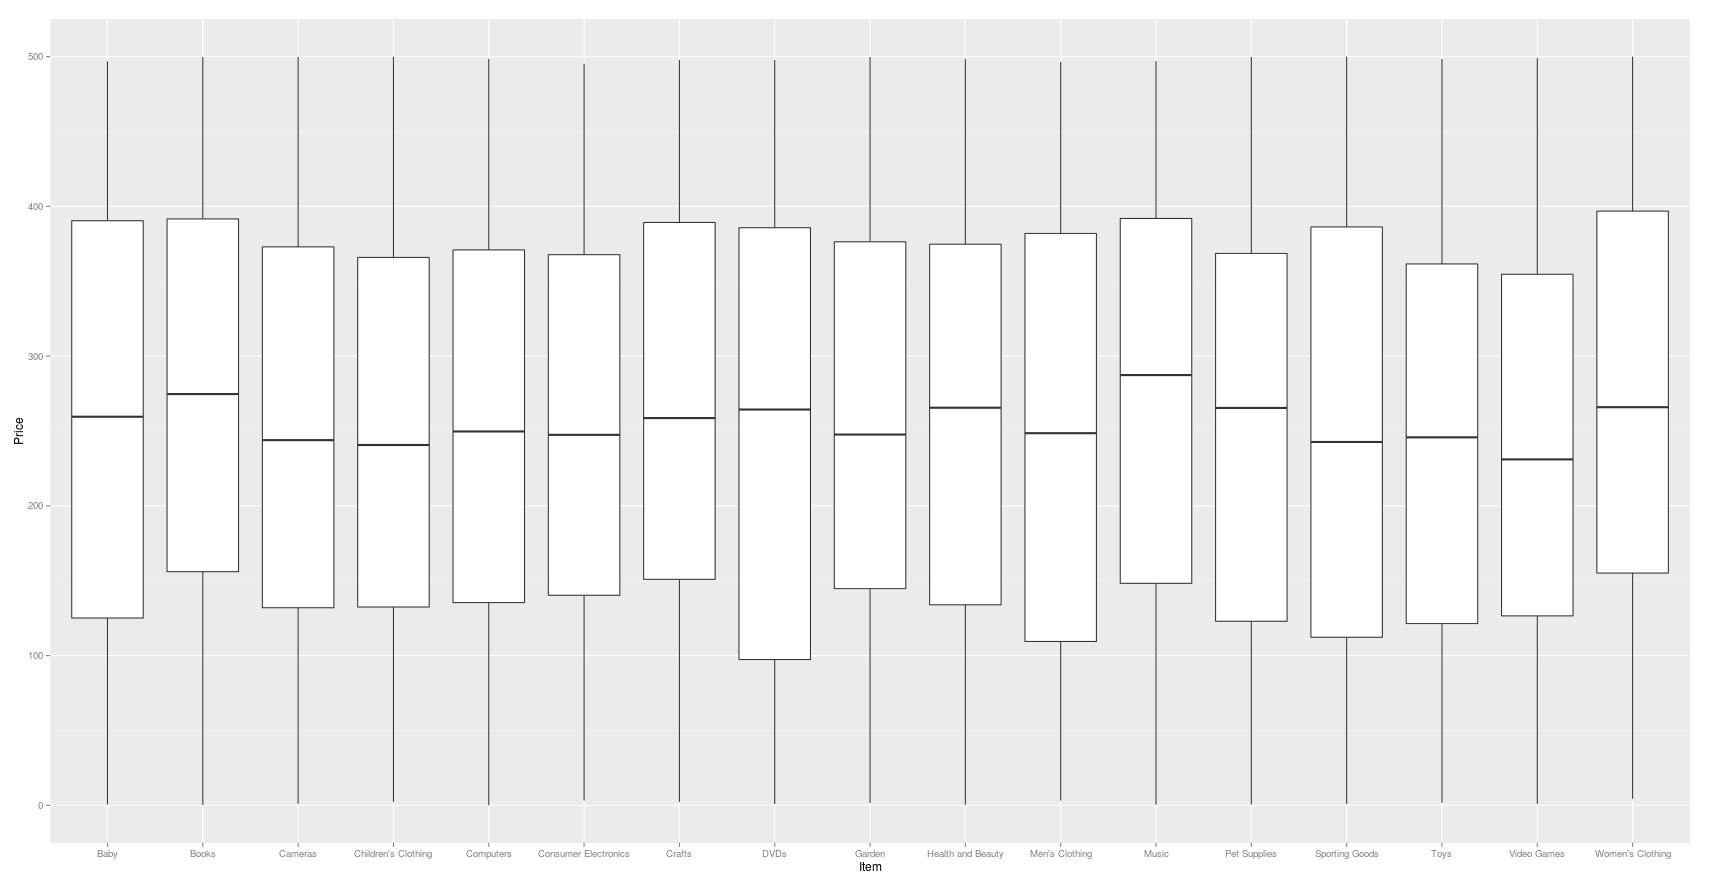 500
400
300
200
100
0
Price
Baby
Books
Cameras
Children's Clothing
Computers
Consumer Electronics
Crafts
DVDs
Garden
Health and Beauty
Men's Clothing
Music
Pet Supplies
Sporting Goods
Toys
Video Games
Women's Clothing
Item